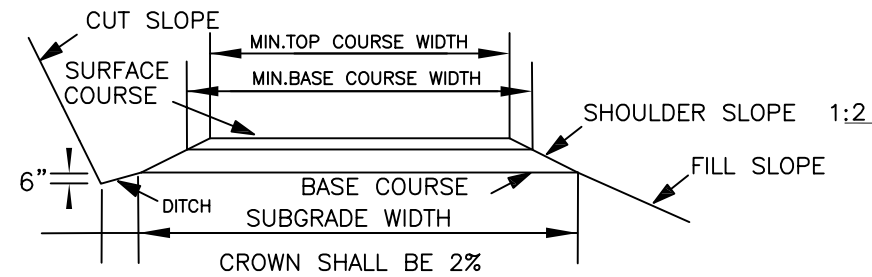 CUT SLOPE
MIN.TOP COURSE WIDTH
SURFACE
COURSE
MIN.BASE COURSE WIDTH
SHOULDER SLOPE 1:2
FILL SLOPE
6”
DITCH
BASE COURSE
SUBGRADE WIDTH
CROWN SHALL BE 2%